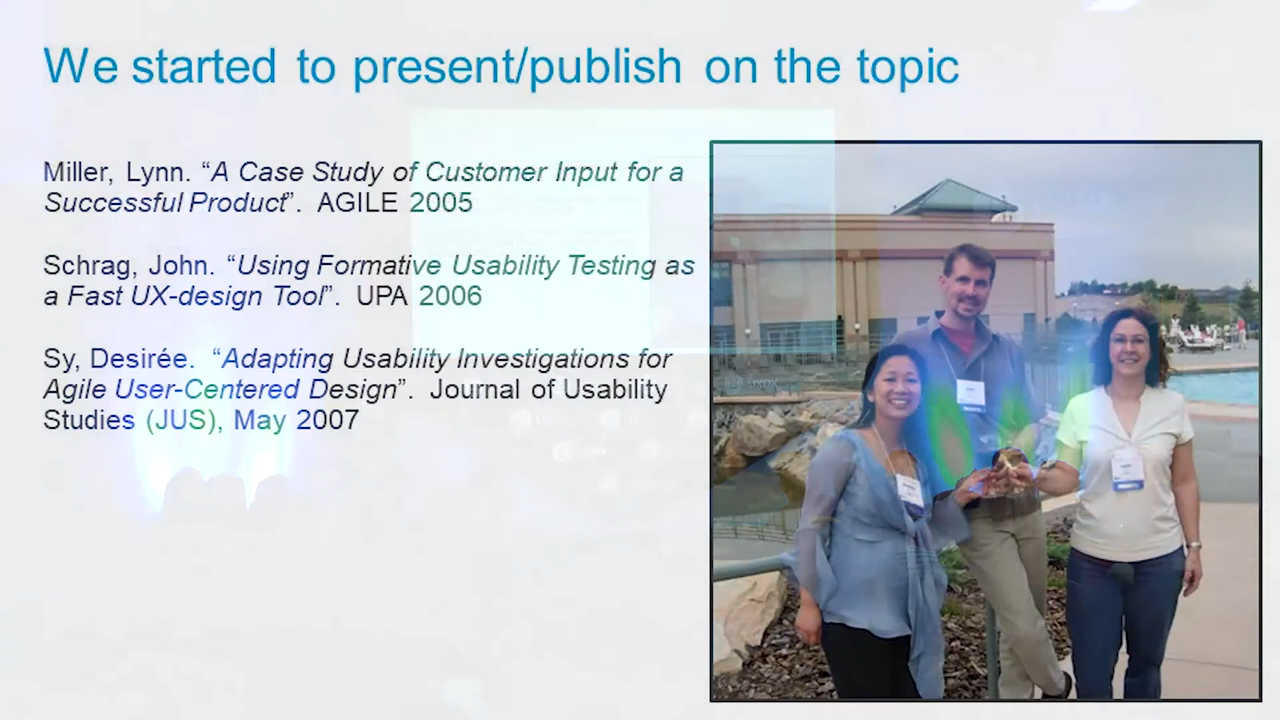 We started to present/publish on the topic
Miller, Lynn. “A Case Study of Customer Input for a
Successful Product”. AGILE 2005
Schrag, John. “Using Formative Usability Testing as
a Fast UX-design Tool”. UPA 2006
Sy, Desirée. “Adapting Usability Investigations for
Agile User-Centered Design”. Journal of Usability
Studies (JUS), May 2007